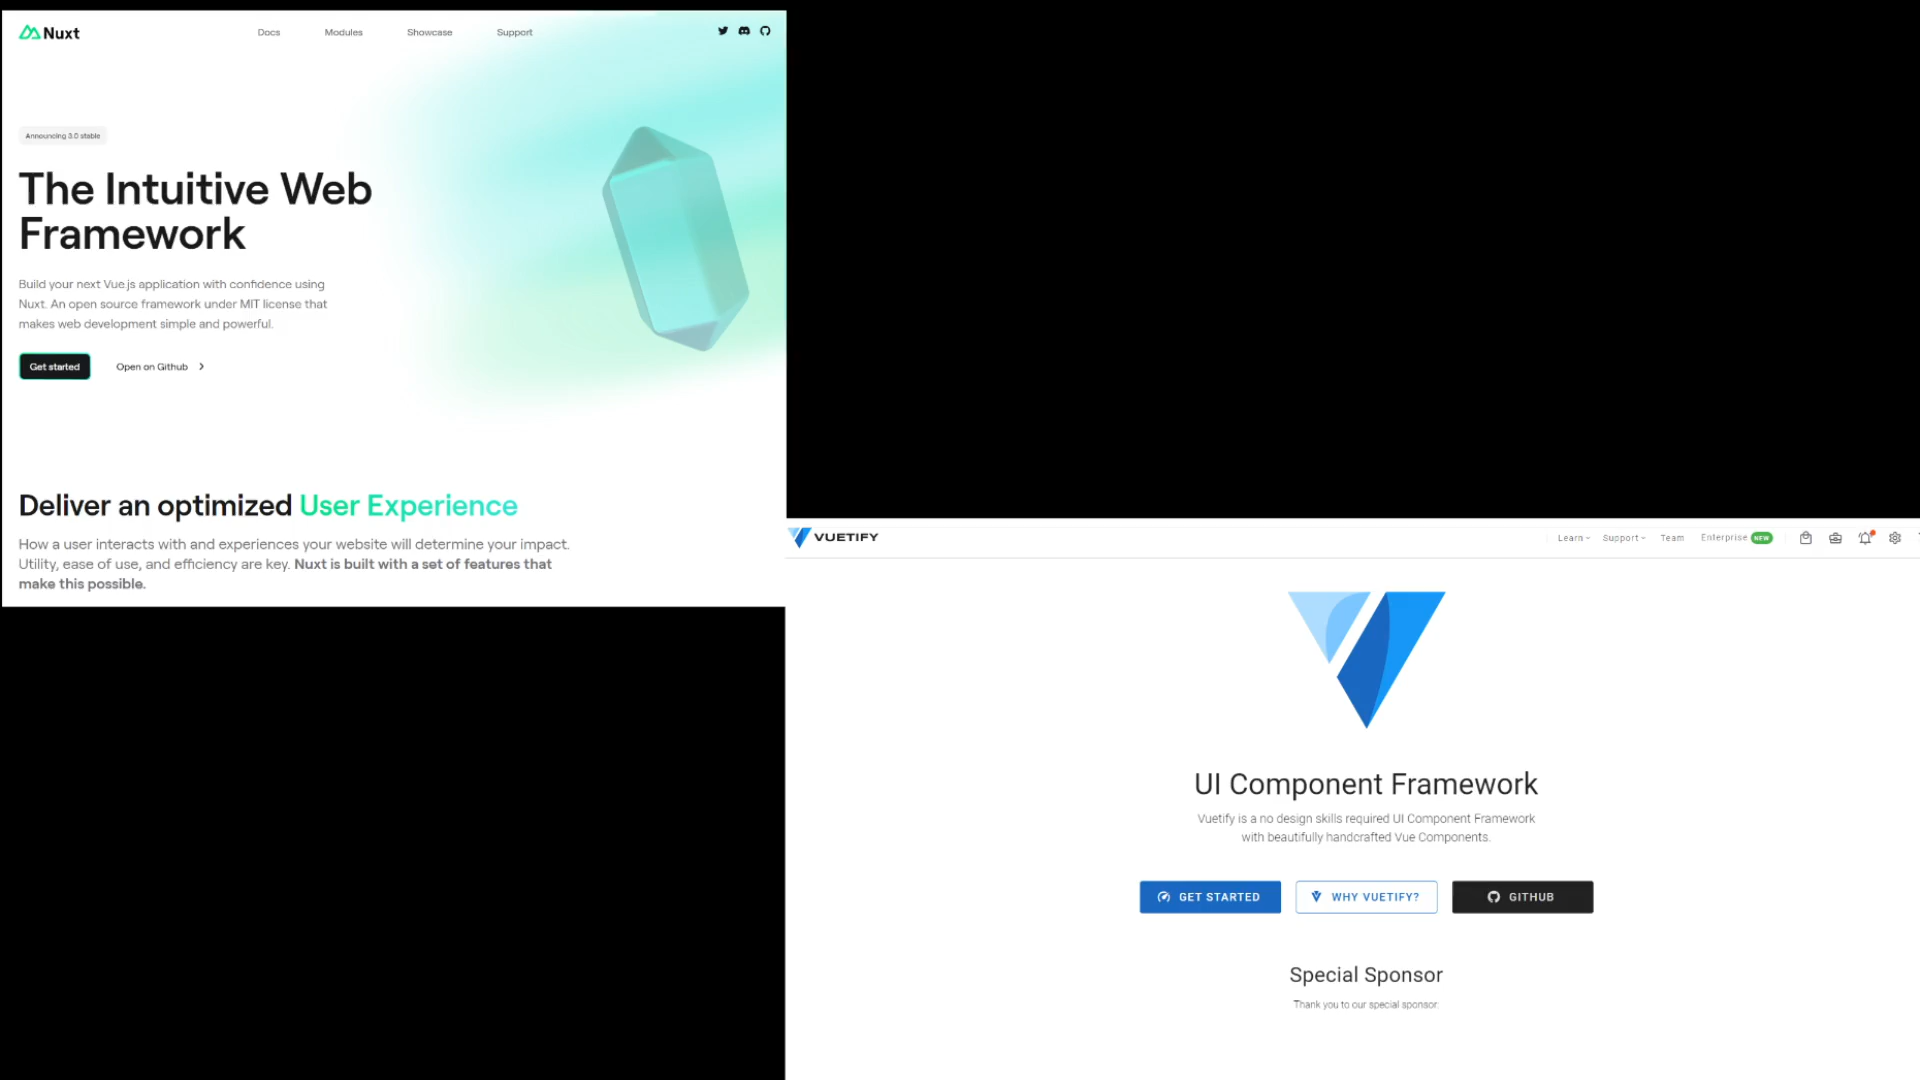 Nuxt
Docs
Modules
Showcase
Support
Announcing 3.0 stable
The Intuitive Web
Framework
Build your next Vue.js application with confidence using
Nuxt. An open source framework under MIT license that
makes web development simple and powerful.
Get started
Open on Github
Deliver an optimized User Experience
How a user interacts with and experiences your website will determine your impact.
Utility, ease of use, and efficiency are key. Nuxt is built with a set of features that
make this possible.
VUETIFY
Learn
Support
Team
Enterprise NEW
UI Component Framework
Vuetify is a no design skills required UI Component Framework
with beautifully handcrafted Vue Components.
GET STARTED
WHY VUETIFY?
GITHUB
Special Sponsor
Thank you to our special sponsor: